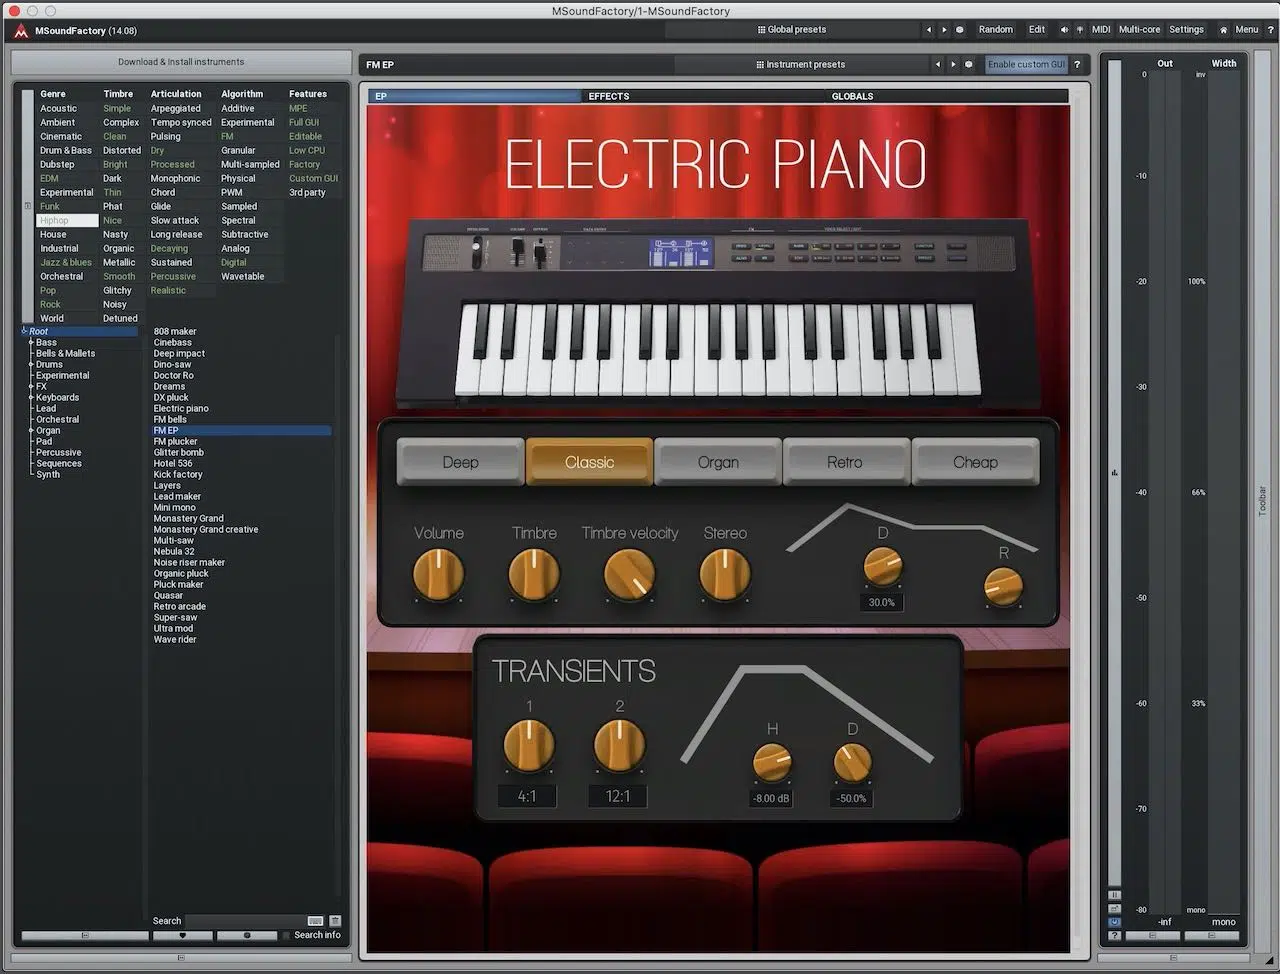 MSoundFactory/1-MSoundFactory
MSoundFactory (14.08)
Global presets
Random
Edit
MIDI
Multi-core
Settings
Menu
?
Download & Install instruments
FM EP
Instrument presets
Enable custom GUI
?
Genre Timbre Articulation Algorithm Features
Acoustic Simple Arpeggiated Additive MPE
Ambient Complex Tempo synced Experimental Full GUI
Cinematic Clean Pulsing FM Editable
Drum & Bass Distorted Dry Granular Low CPU
Dubstep Bright Processed Multi-sampled Factory
EDM Dark Monophonic Physical Custom GUI
Experimental Thin Chord PWM 3rd party
Funk Phat Glide Sampled
Hiphop Nice Slow attack Spectral
House Nasty Long release Subtractive
Industrial Organic Decaying Analog
Jazz & blues Metallic Sustained Digital
Orchestral Smooth Percussive Wavetable
Pop Glitchy Realistic
Rock Noisy
World Detuned
Root
Bass
Bells & Mallets
Drums
Experimental
FX
Keyboards
Lead
Orchestral
Organ
Pad
Percussive
Sequences
Synth
808 maker
Cinebass
Deep impact
Dino-saw
Doctor Ro
Dreams
DX pluck
Electric piano
FM bells
FM EP
FM plucker
Glitter bomb
Hotel 536
Kick factory
Layers
Lead maker
Mini mono
Monastery Grand
Monastery Grand creative
Multi-saw
Nebula 32
Noise riser maker
Organic pluck
Pluck maker
Quasar
Retro arcade
Super-saw
Ultra mod
Wave rider
Search
Search info
EP
EFFECTS
GLOBALS
ELECTRIC PIANO
Deep
Classic
Organ
Retro
Cheap
Volume
Timbre
Timbre velocity
Stereo
D
30.0%
R
TRANSIENTS
1
2
4:1
12:1
H
D
-8.00 dB
-50.0%
Out Width
0 inv
-10
-20 100%
-30
-40 66%
-50
-60 33%
-70
-80 mono
-inf mono
?
Toolbar